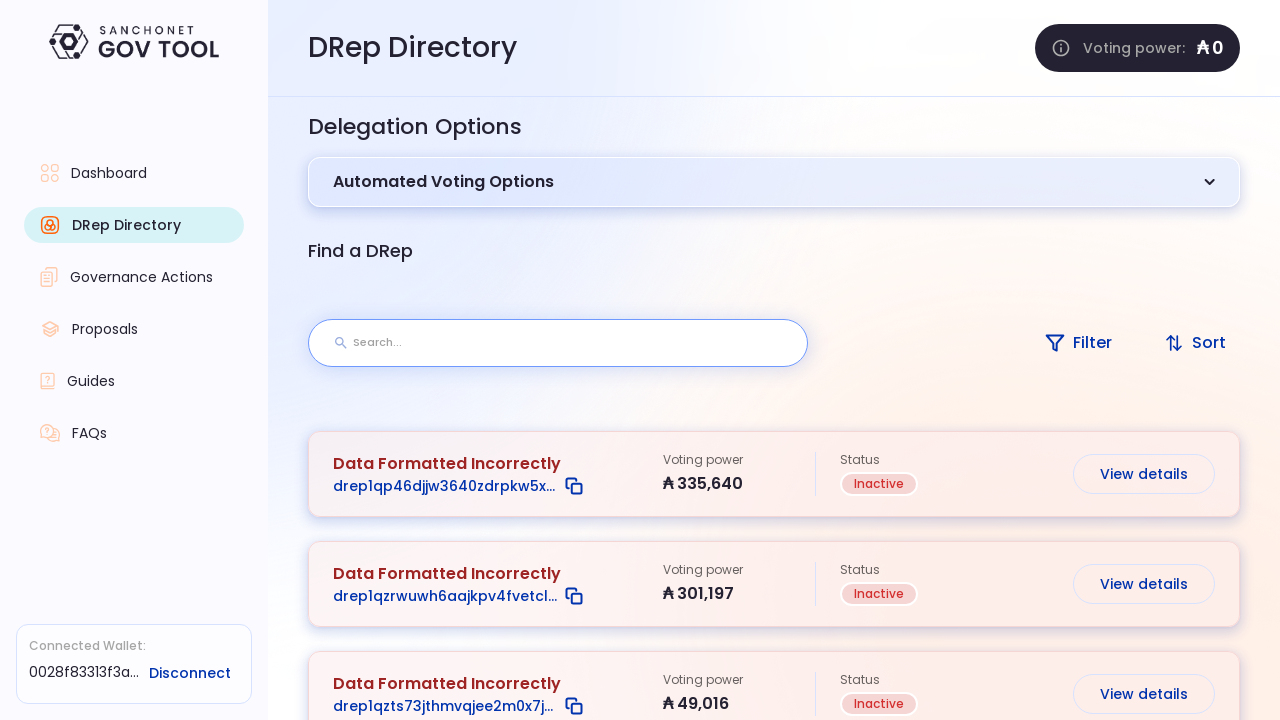 SANCHONET
GOV TOOL
Dashboard
DRep Directory
Governance Actions
Proposals
Guides
FAQs
Connected Wallet:
0028f83313f3a...
Disconnect
DRep Directory
Voting power: ₳ 0
Delegation Options
Automated Voting Options
Find a DRep
Search...
Filter
Sort
Data Formatted Incorrectly
drep1qp46djjw3640zdrpkw5x...
Voting power
₳ 335,640
Status
Inactive
View details
Data Formatted Incorrectly
drep1qzrwuwh6aajkpv4fvetcl...
Voting power
₳ 301,197
Status
Inactive
View details
Data Formatted Incorrectly
drep1qzts73jthmvqjee2m0x7j...
Voting power
₳ 49,016
Status
Inactive
View details